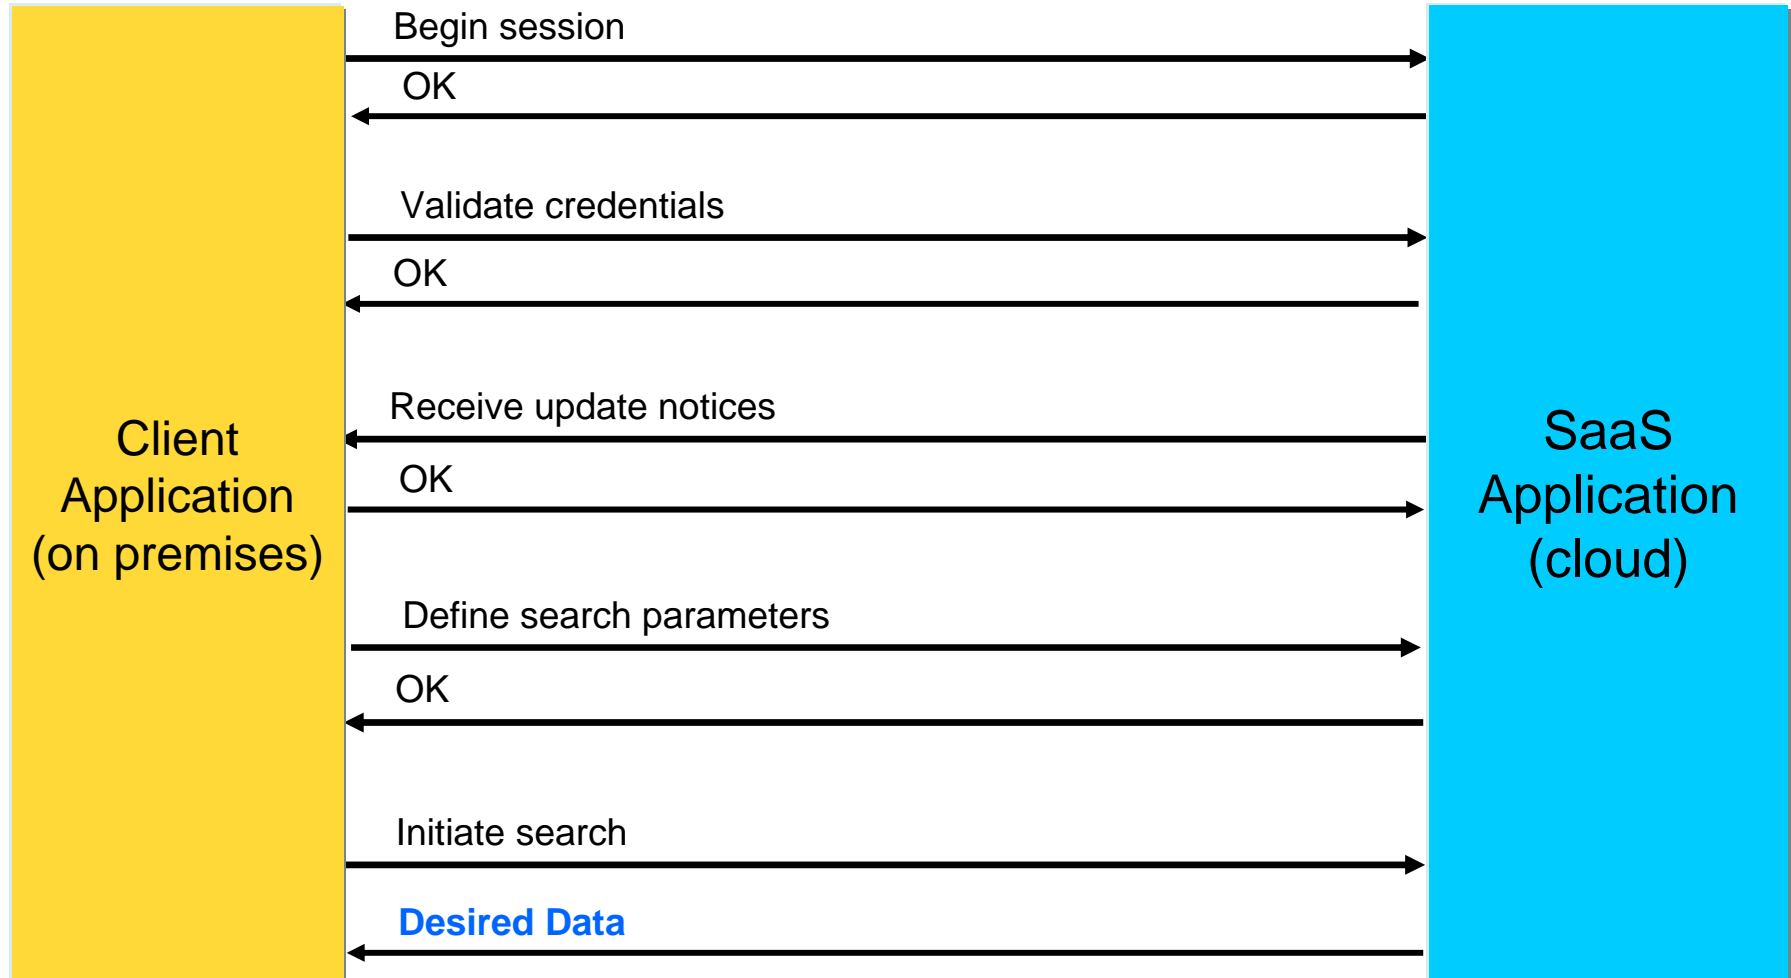 Begin session
OK
Validate credentials
OK
Receive update notices
OK
Define search parameters
OK
Initiate search
Desired Data
Client
Application
(on premises)
SaaS
Application
(cloud)